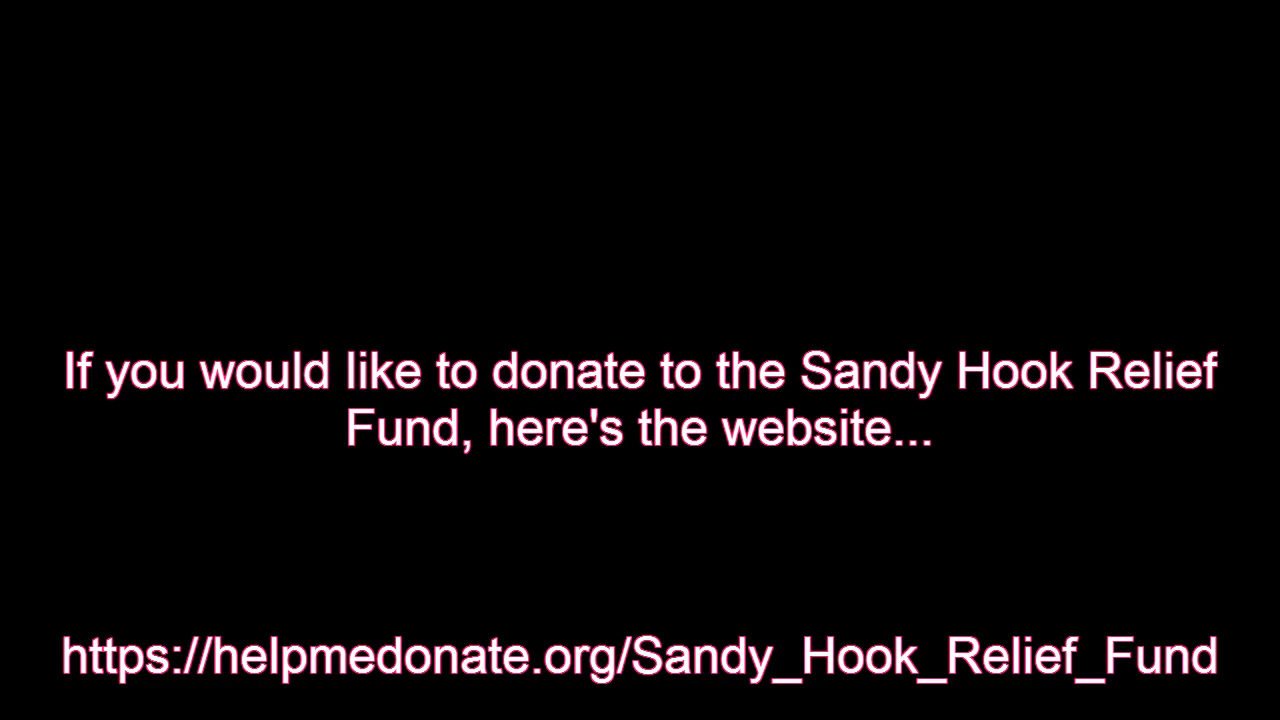 If you would like to donate to the Sandy Hook Relief
Fund, here's the website...
https://helpmedonate.org/Sandy_Hook_Relief_Fund